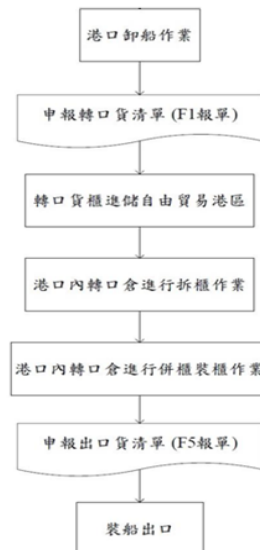 港口卸船作業
申報轉口貨清單 (F1報單)
轉口貨櫃進儲自由貿易港區
港口內轉口倉進行拆櫃作業
港口內轉口倉進行併櫃裝櫃作業
申報出口貨清單 (F5報單)
裝船出口